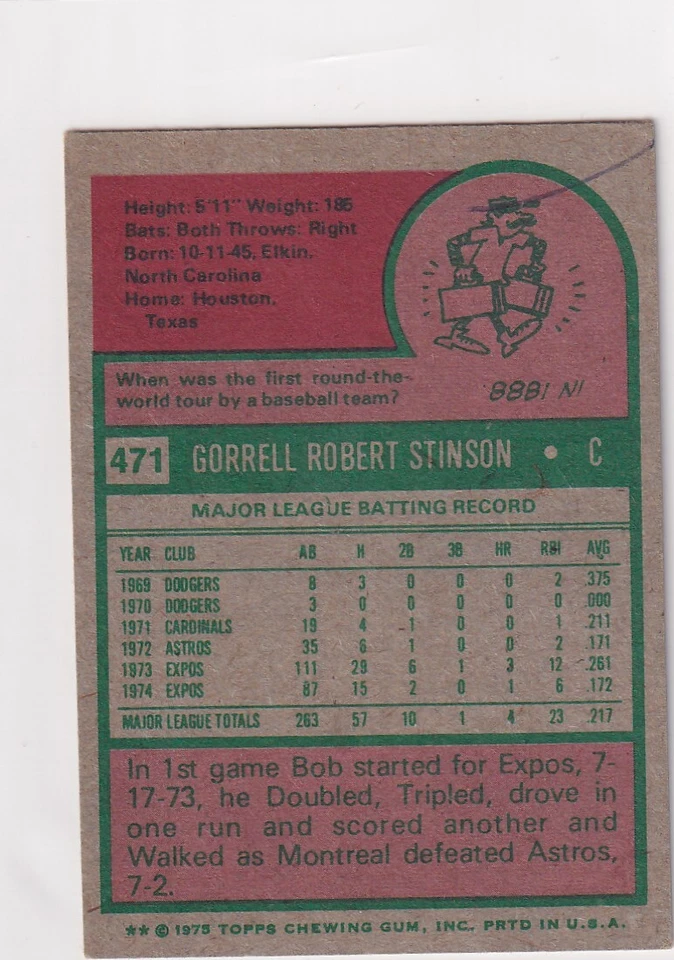 Height: 5'11" Weight: 185
Bats: Both Throws: Right
Born: 10-11-45, Elkin,
North Carolina
Home: Houston,
Texas
When was the first round-the-
world tour by a baseball team?
IN 1888!
471 GORRELL ROBERT STINSON • C
MAJOR LEAGUE BATTING RECORD
YEAR CLUB AB H 2B 3B HR RBI AVG
1969 DODGERS 8 3 0 0 0 2 .375
1970 DODGERS 3 0 0 0 0 0 .000
1971 CARDINALS 19 4 1 0 0 1 .211
1972 ASTROS 35 6 1 0 0 2 .171
1973 EXPOS 111 29 6 1 3 12 .261
1974 EXPOS 87 15 2 0 1 6 .172
MAJOR LEAGUE TOTALS 263 57 10 1 4 23 .217
In 1st game Bob started for Expos, 7-
17-73, he Doubled, Tripled, drove in
one run and scored another and
Walked as Montreal defeated Astros,
7-2.
** © 1975 TOPPS CHEWING GUM, INC. PRTD IN U.S.A.